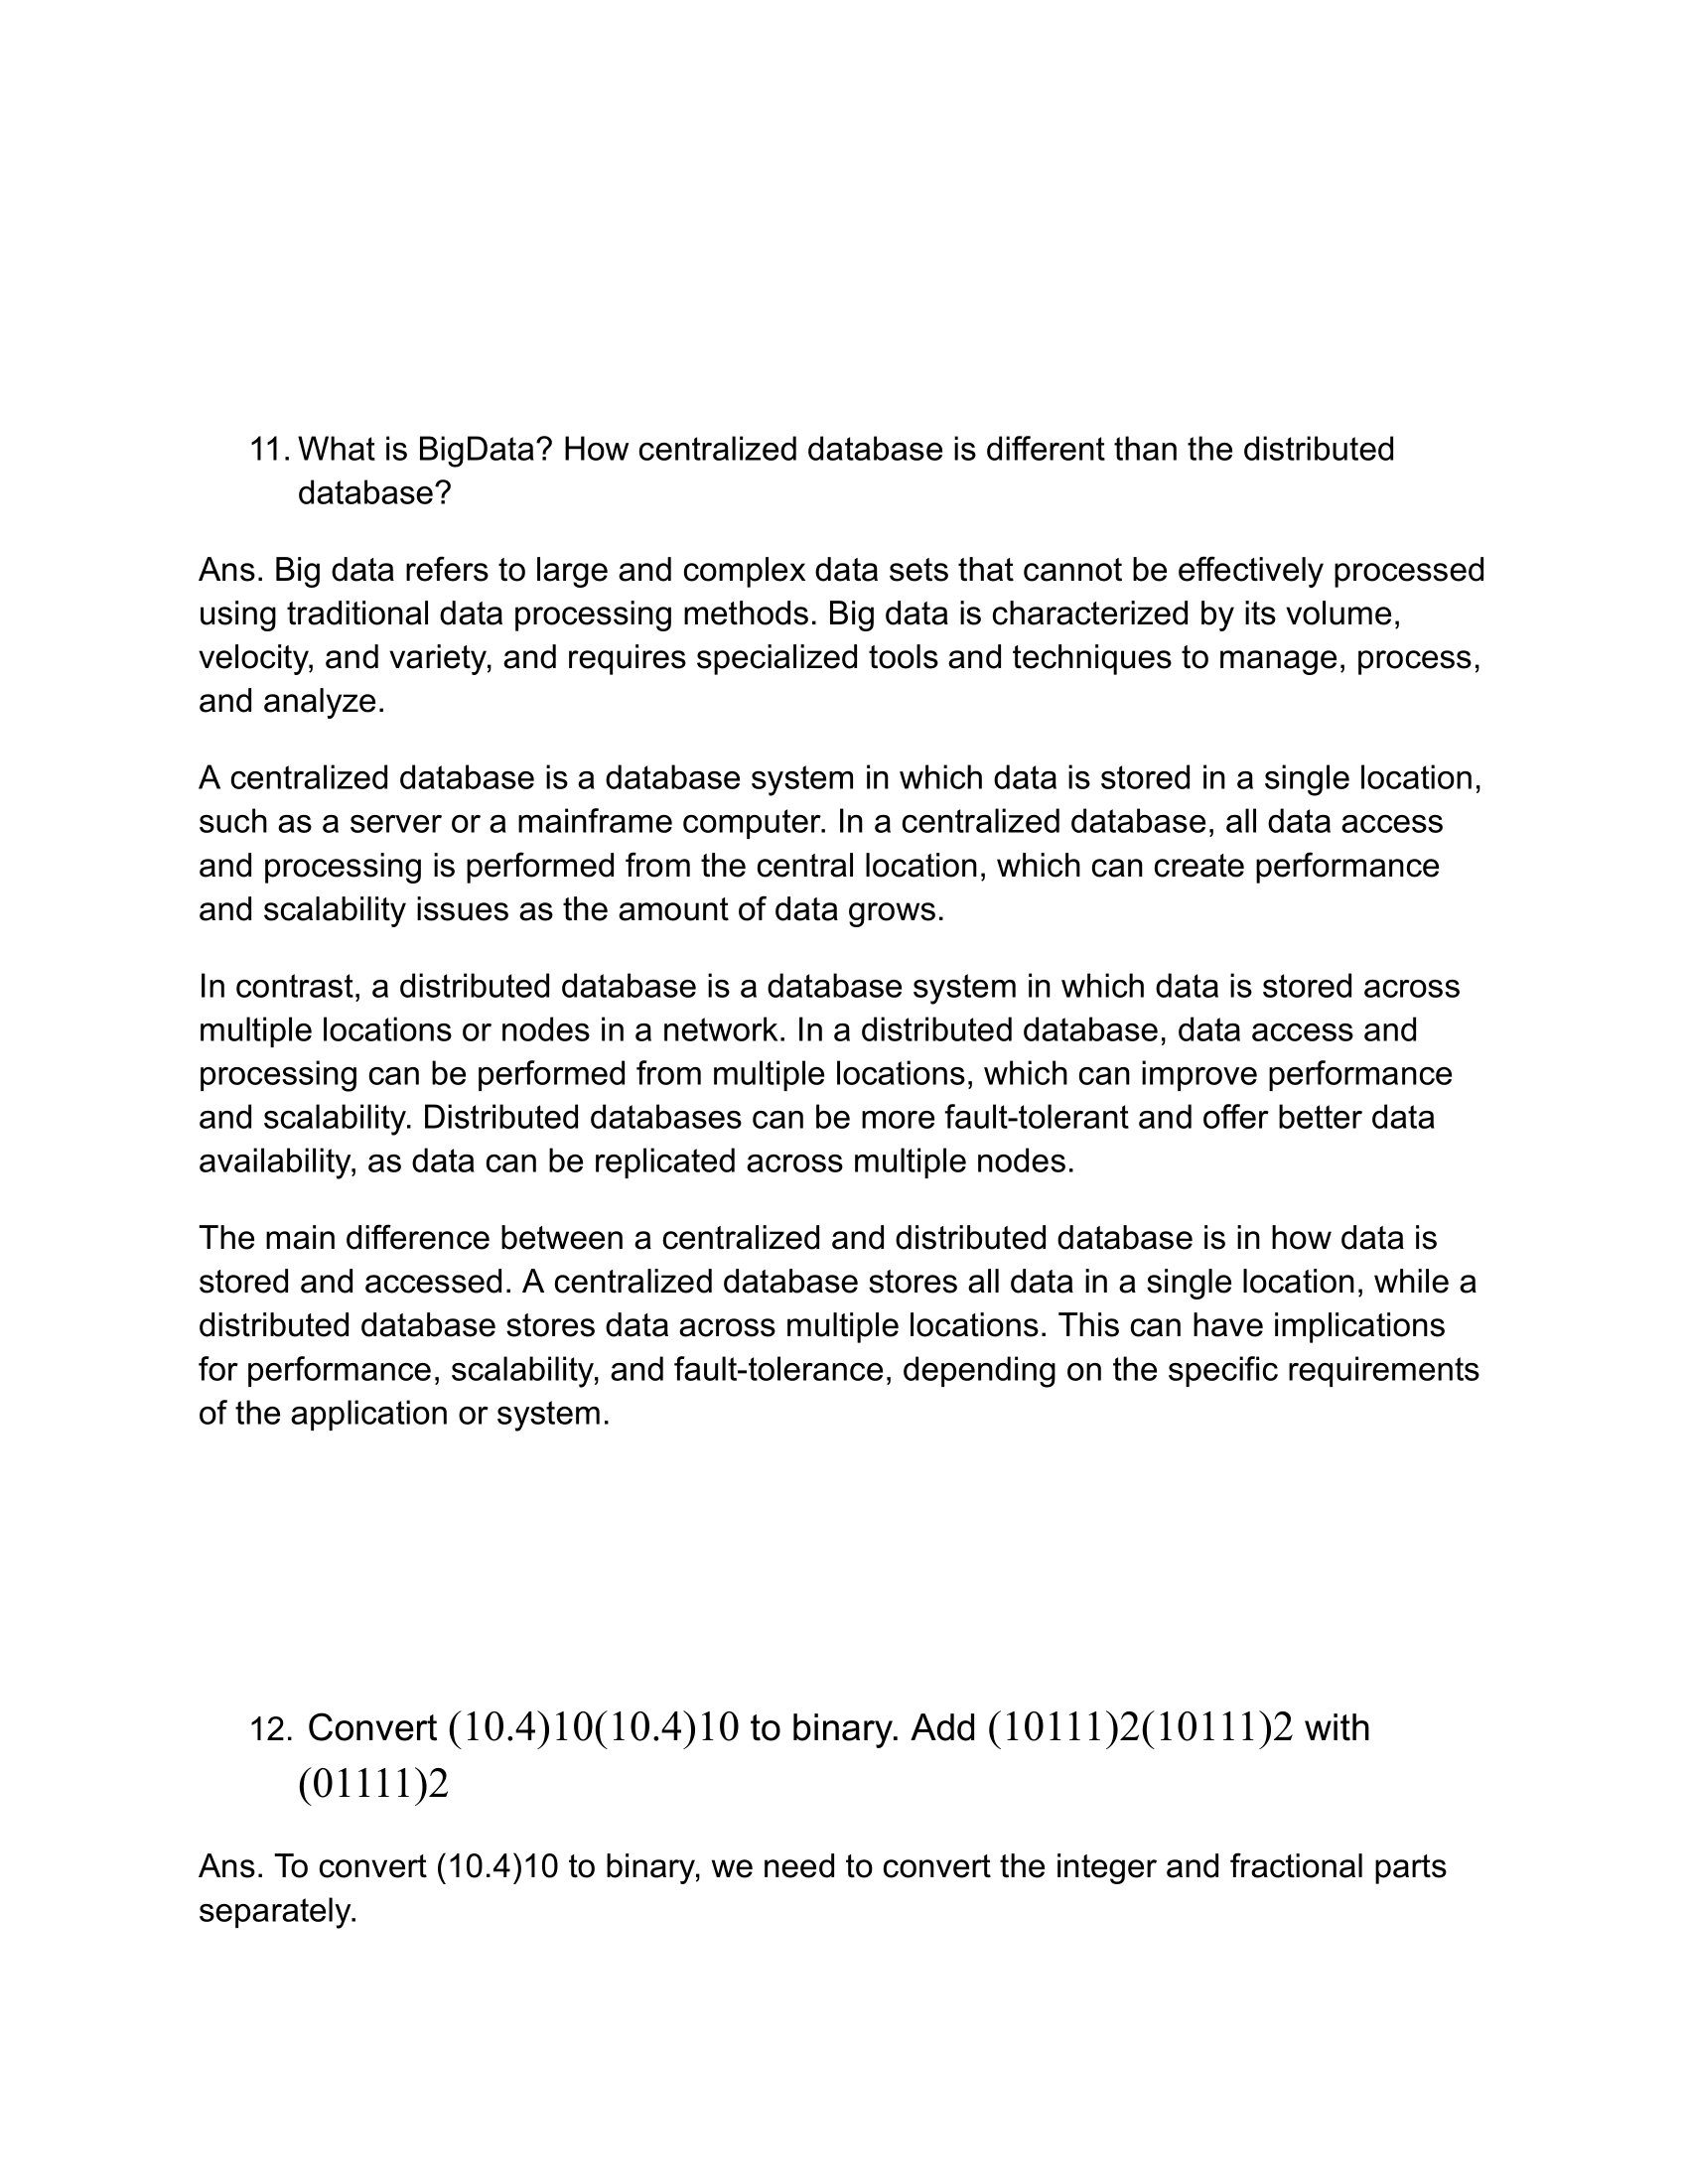 11. What is BigData? How centralized database is different than the distributed
database?
Ans. Big data refers to large and complex data sets that cannot be effectively processed
using traditional data processing methods. Big data is characterized by its volume,
velocity, and variety, and requires specialized tools and techniques to manage, process,
and analyze.
A centralized database is a database system in which data is stored in a single location,
such as a server or a mainframe computer. In a centralized database, all data access
and processing is performed from the central location, which can create performance
and scalability issues as the amount of data grows.
In contrast, a distributed database is a database system in which data is stored across
multiple locations or nodes in a network. In a distributed database, data access and
processing can be performed from multiple locations, which can improve performance
and scalability. Distributed databases can be more fault-tolerant and offer better data
availability, as data can be replicated across multiple nodes.
The main difference between a centralized and distributed database is in how data is
stored and accessed. A centralized database stores all data in a single location, while a
distributed database stores data across multiple locations. This can have implications
for performance, scalability, and fault-tolerance, depending on the specific requirements
of the application or system.
12. Convert (10.4)10(10.4)10 to binary. Add (10111)2(10111)2 with
(01111)2
Ans. To convert (10.4)10 to binary, we need to convert the integer and fractional parts
separately.